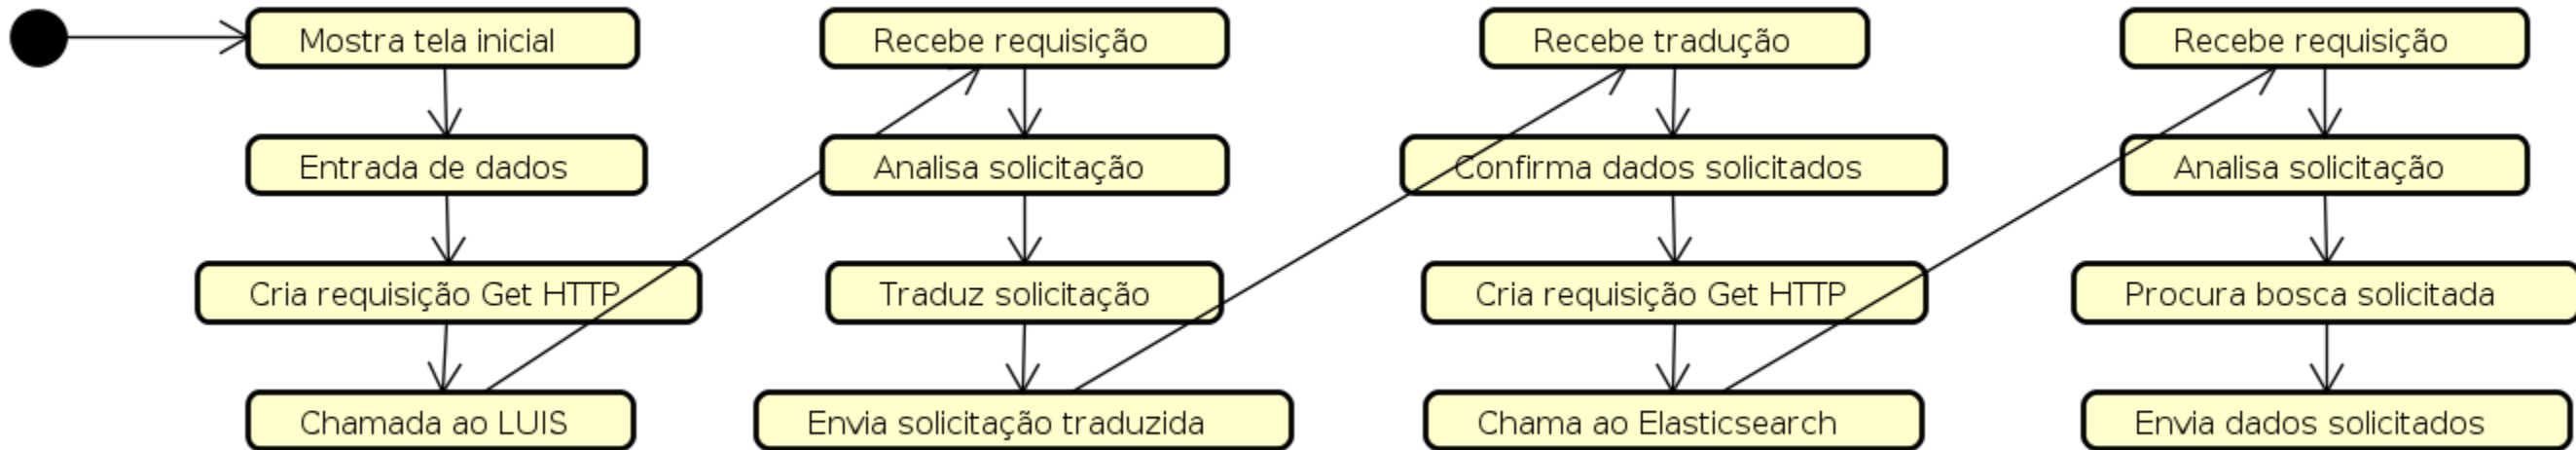 Mostra tela inicial
Entrada de dados
Cria requisição Get HTTP
Chamada ao LUIS
Recebe requisição
Analisa solicitação
Traduz solicitação
Envia solicitação traduzida
Recebe tradução
Confirma dados solicitados
Cria requisição Get HTTP
Chama ao Elasticsearch
Recebe requisição
Analisa solicitação
Procura bosca solicitada
Envia dados solicitados